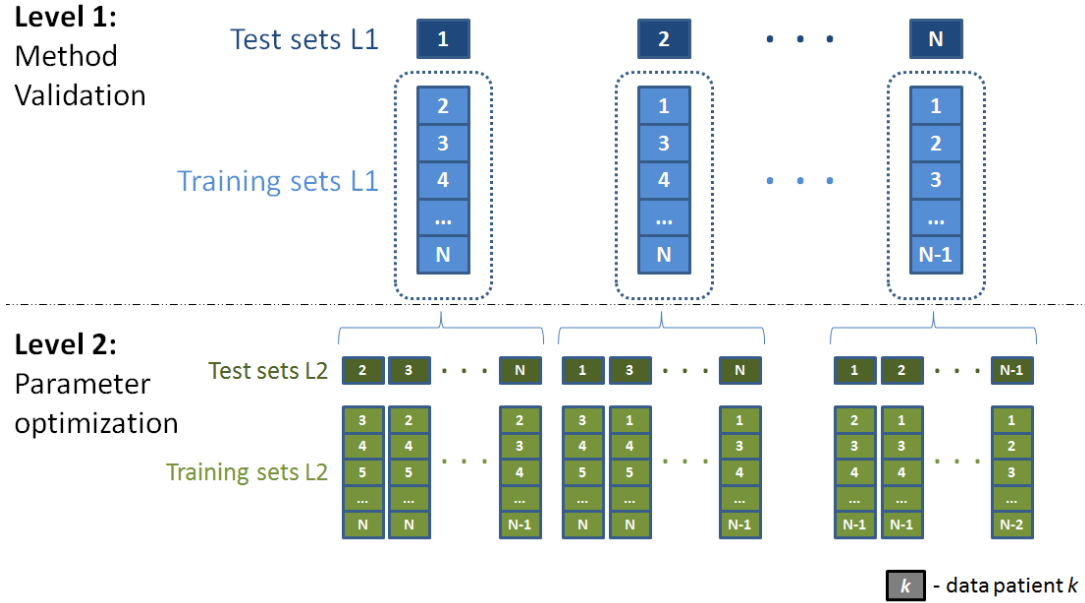 Level 1:
Method
Validation
Test sets L1
1
2
. . .
N
Training sets L1
2
3
4
...
N
1
3
4
...
N
. . .
1
2
3
...
N-1
Level 2:
Parameter
optimization
Test sets L2
2 3 . . . N
1 3 . . . N
1 2 . . . N-1
Training sets L2
3 2 2 3 1 1 2 1 1
4 4 3 4 4 3 3 3 2
5 5 . . . 4 5 5 . . . 4 4 4 . . . 3
... ... ... ... ... ... ... ... ...
N N N-1 N N N-1 N-1 N-1 N-2
k - data patient k